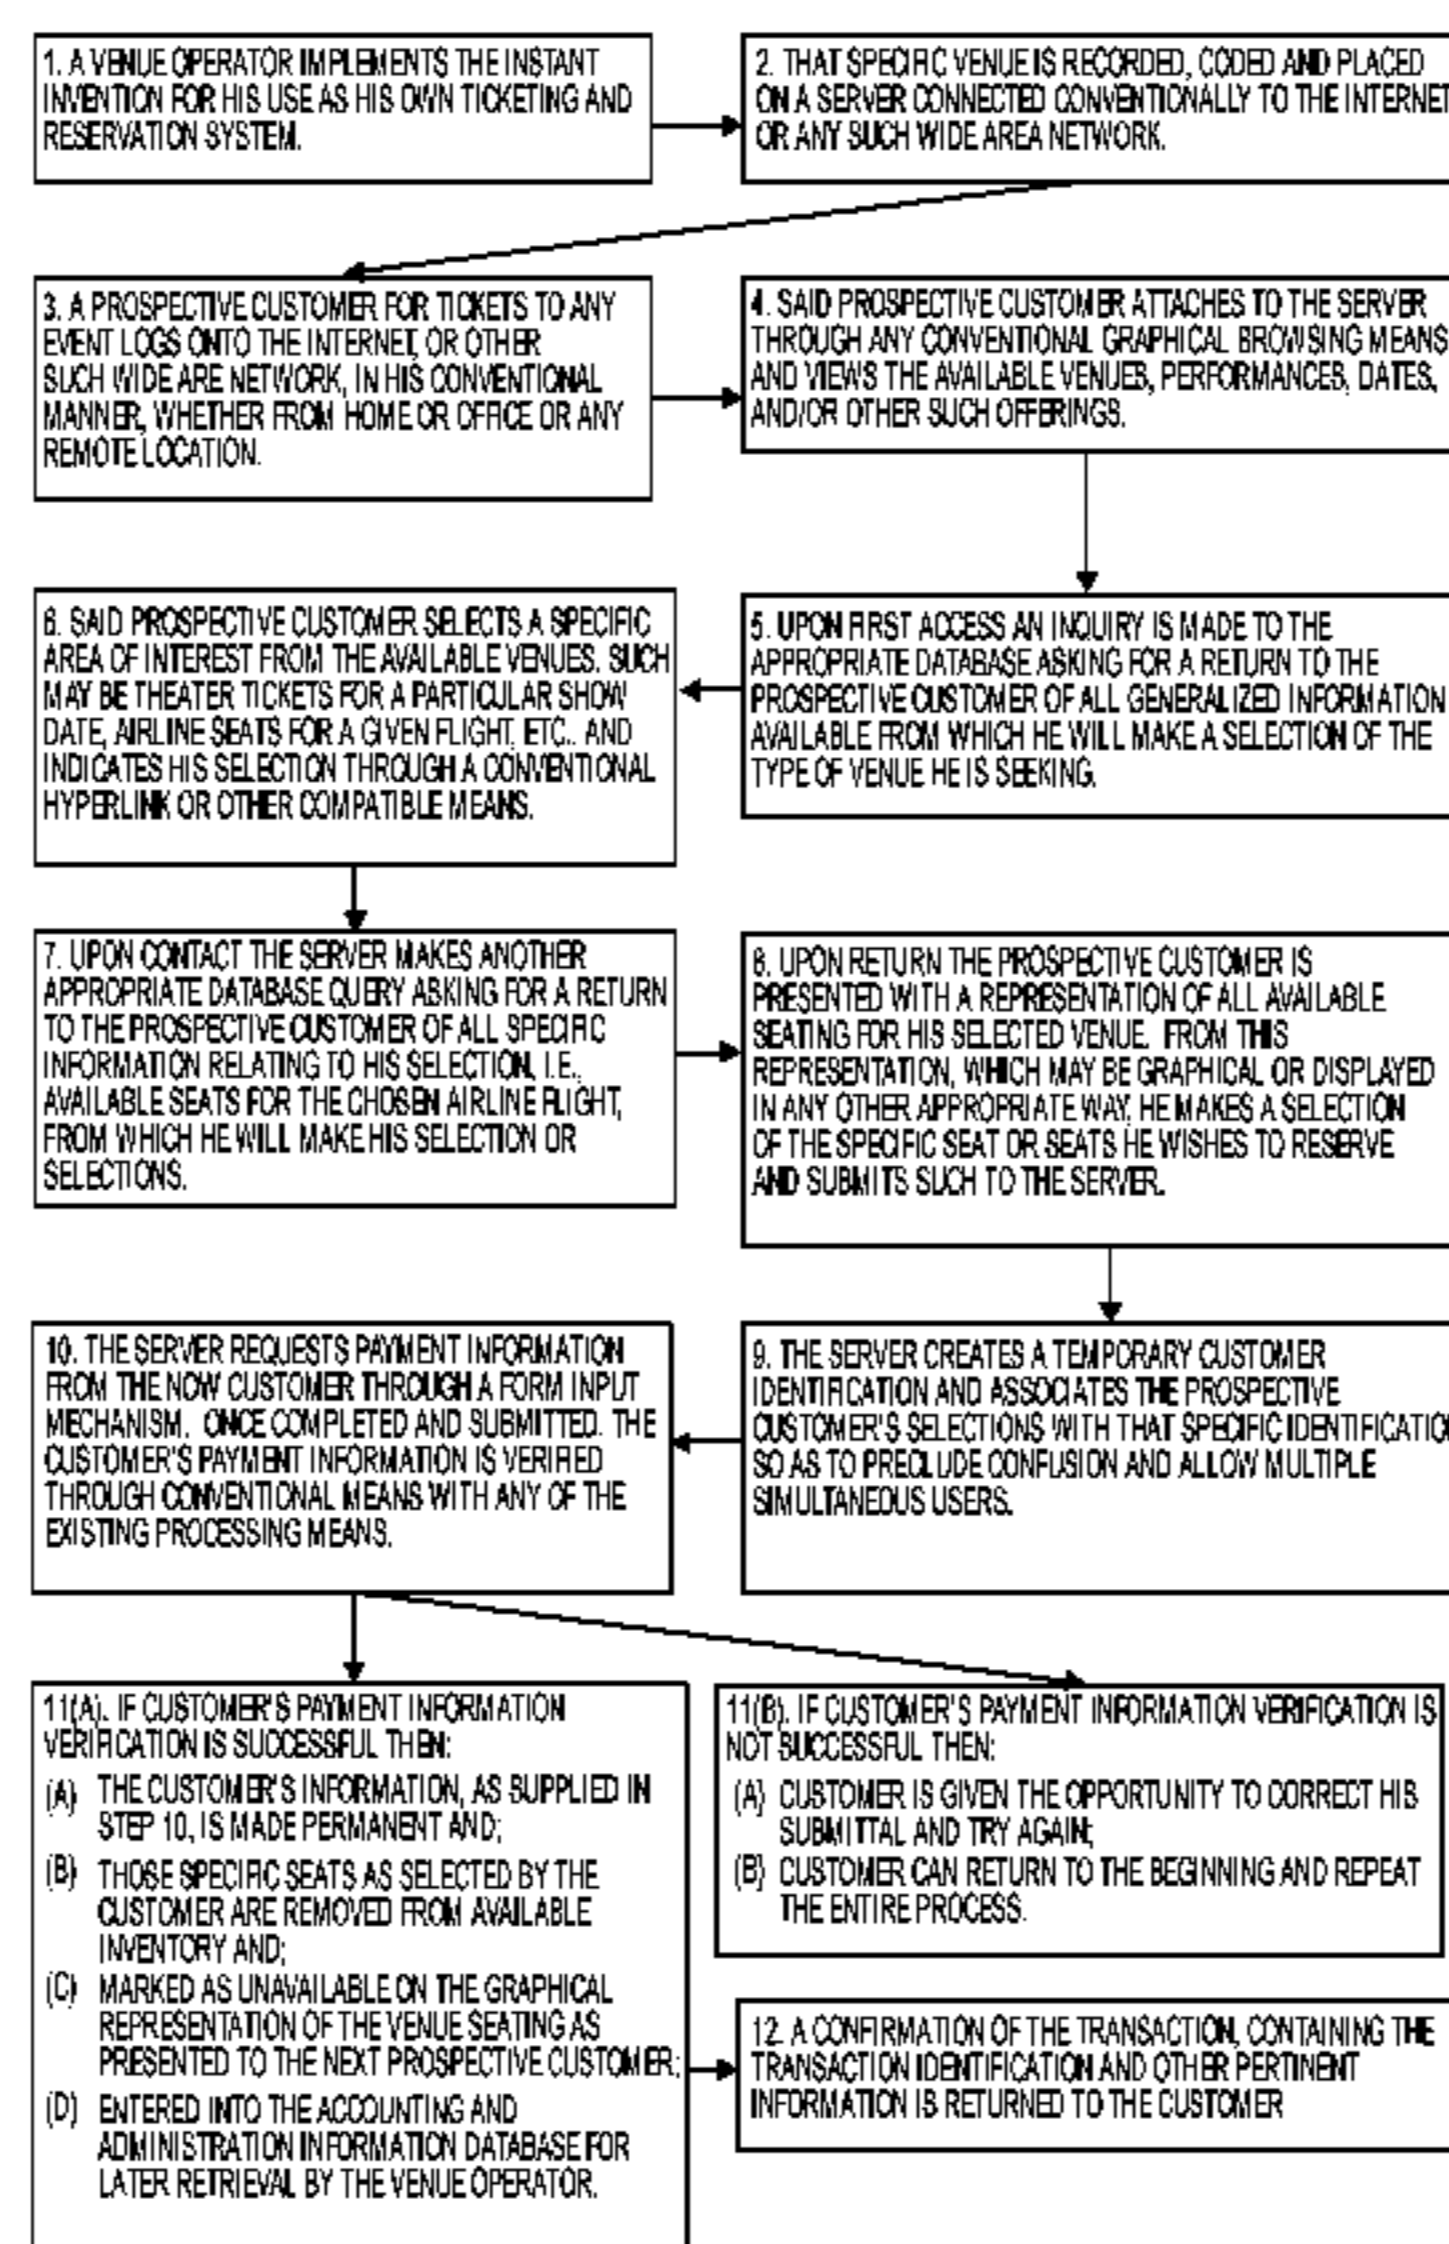 1. A VENUE OPERATOR IMPLEMENTS THE INSTANT
INVENTION FOR HIS USE AS HIS OWN TICKETING AND
RESERVATION SYSTEM.
2. THAT SPECIFIC VENUE IS RECORDED, CODED AND PLACED
ON A SERVER CONNECTED CONVENTIONALLY TO THE INTERNET
OR ANY SUCH WIDE AREA NETWORK.
3. A PROSPECTIVE CUSTOMER FOR TICKETS TO ANY
EVENT LOGS ONTO THE INTERNET, OR OTHER
SUCH WIDE ARE NETWORK, IN HIS CONVENTIONAL
MANNER, WHETHER FROM HOME OR OFFICE OR ANY
REMOTE LOCATION.
4. SAID PROSPECTIVE CUSTOMER ATTACHES TO THE SERVER
THROUGH ANY CONVENTIONAL GRAPHICAL BROWSING MEANS
AND VIEWS THE AVAILABLE VENUES, PERFORMANCES, DATES,
AND/OR OTHER SUCH OFFERINGS.
5. UPON FIRST ACCESS AN INQUIRY IS MADE TO THE
APPROPRIATE DATABASE ASKING FOR A RETURN TO THE
PROSPECTIVE CUSTOMER OF ALL GENERALIZED INFORMATION
AVAILABLE FROM WHICH HE WILL MAKE A SELECTION OF THE
TYPE OF VENUE HE IS SEEKING.
6. SAID PROSPECTIVE CUSTOMER SELECTS A SPECIFIC
AREA OF INTEREST FROM THE AVAILABLE VENUES. SUCH
MAY BE THEATER TICKETS FOR A PARTICULAR SHOW
DATE, AIRLINE SEATS FOR A GIVEN FLIGHT, ETC.. AND
INDICATES HIS SELECTION THROUGH A CONVENTIONAL
HYPERLINK OR OTHER COMPATIBLE MEANS.
7. UPON CONTACT THE SERVER MAKES ANOTHER
APPROPRIATE DATABASE QUERY ASKING FOR A RETURN
TO THE PROSPECTIVE CUSTOMER OF ALL SPECIFIC
INFORMATION RELATING TO HIS SELECTION, I.E.,
AVAILABLE SEATS FOR THE CHOSEN AIRLINE FLIGHT,
FROM WHICH HE WILL MAKE HIS SELECTION OR
SELECTIONS.
8. UPON RETURN THE PROSPECTIVE CUSTOMER IS
PRESENTED WITH A REPRESENTATION OF ALL AVAILABLE
SEATING FOR HIS SELECTED VENUE. FROM THIS
REPRESENTATION, WHICH MAY BE GRAPHICAL OR DISPLAYED
IN ANY OTHER APPROPRIATE WAY, HE MAKES A SELECTION
OF THE SPECIFIC SEAT OR SEATS HE WISHES TO RESERVE
AND SUBMITS SUCH TO THE SERVER.
9. THE SERVER CREATES A TEMPORARY CUSTOMER
IDENTIFICATION AND ASSOCIATES THE PROSPECTIVE
CUSTOMER'S SELECTIONS WITH THAT SPECIFIC IDENTIFICATIO
SO AS TO PRECLUDE CONFUSION AND ALLOW MULTIPLE
SIMULTANEOUS USERS.
10. THE SERVER REQUESTS PAYMENT INFORMATION
FROM THE NOW CUSTOMER THROUGH A FORM INPUT
MECHANISM. ONCE COMPLETED AND SUBMITTED. THE
CUSTOMER'S PAYMENT INFORMATION IS VERIFIED
THROUGH CONVENTIONAL MEANS WITH ANY OF THE
EXISTING PROCESSING MEANS.
11(A). IF CUSTOMER'S PAYMENT INFORMATION
VERIFICATION IS SUCCESSFUL THEN:
(A) THE CUSTOMER'S INFORMATION, AS SUPPLIED IN
STEP 10, IS MADE PERMANENT AND;
(B) THOSE SPECIFIC SEATS AS SELECTED BY THE
CUSTOMER ARE REMOVED FROM AVAILABLE
INVENTORY AND;
(C) MARKED AS UNAVAILABLE ON THE GRAPHICAL
REPRESENTATION OF THE VENUE SEATING AS
PRESENTED TO THE NEXT PROSPECTIVE CUSTOMER;
(D) ENTERED INTO THE ACCOUNTING AND
ADMINISTRATION INFORMATION DATABASE FOR
LATER RETRIEVAL BY THE VENUE OPERATOR.
11(B). IF CUSTOMER'S PAYMENT INFORMATION VERIFICATION IS
NOT SUCCESSFUL THEN:
(A) CUSTOMER IS GIVEN THE OPPORTUNITY TO CORRECT HIS
SUBMITTAL AND TRY AGAIN;
(B) CUSTOMER CAN RETURN TO THE BEGINNING AND REPEAT
THE ENTIRE PROCESS.
12. A CONFIRMATION OF THE TRANSACTION, CONTAINING THE
TRANSACTION IDENTIFICATION AND OTHER PERTINENT
INFORMATION IS RETURNED TO THE CUSTOMER